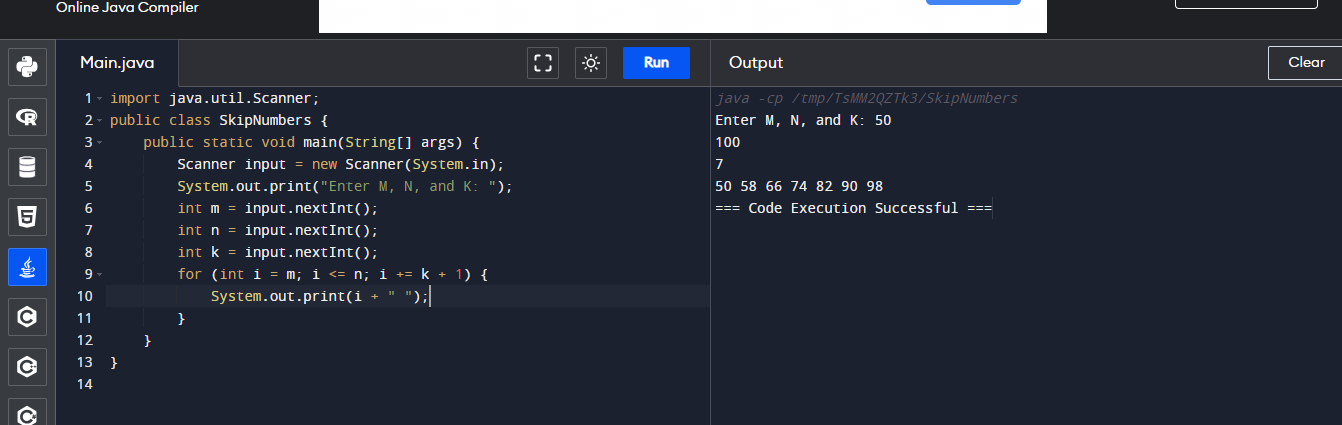 Online Java Compiler
Main.java
Run
Output
Clear
1 import java.util.Scanner;
2 public class SkipNumbers {
3 public static void main(String[] args) {
4 Scanner input = new Scanner(System.in);
5 System.out.print("Enter M, N, and K: ");
6 int m = input.nextInt();
7 int n = input.nextInt();
8 int k = input.nextInt();
9 for (int i = m; i <= n; i += k + 1) {
10 System.out.print(i + " ");
11 }
12 }
13 }
14
java -cp /tmp/TsMM2QZTk3/SkipNumbers
Enter M, N, and K: 50
100
7
50 58 66 74 82 90 98
=== Code Execution Successful ===